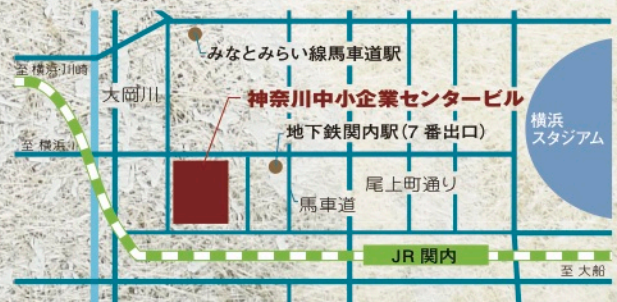 みなとみらい線馬車道駅
至 横浜·川崎
大岡川
神奈川中小企業センタービル
横浜
スタジアム
地下鉄関内駅(7 番出口)
至 横浜
尾上町通り
馬車道
JR 関内
至 大船